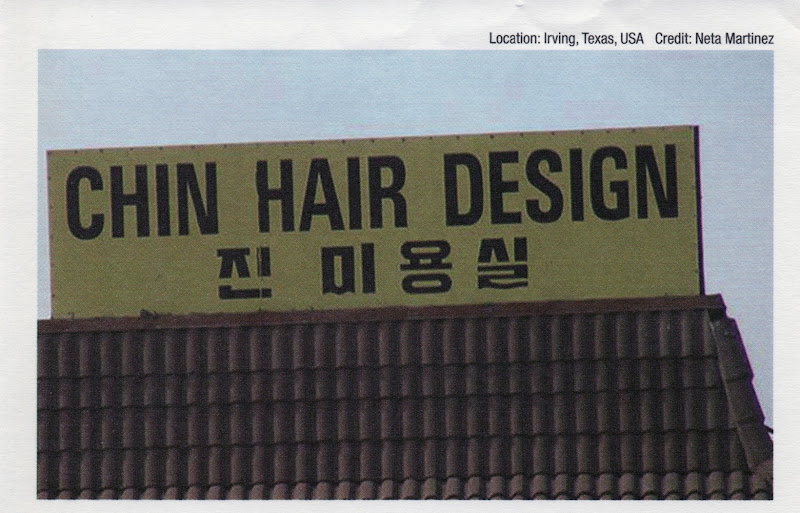 Location: Irving, Texas, USA Credit: Neta Martinez
CHIN HAIR DESIGN
진 미용실